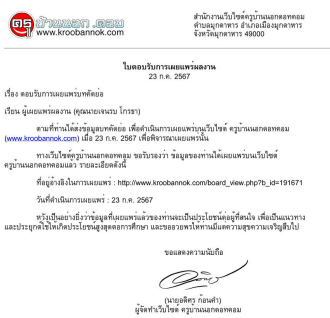 ครูบ้านนอก.คอม
www.kroobannok.com
สำนักงานเว็บไซต์ครูบ้านนอกดอทคอม
ตำบลมุกดาหาร อำเภอเมืองมุกดาหาร
จังหวัดมุกดาหาร 49000
ใบตอบรับการเผยแพร่ผลงาน
23 ก.ค. 2567
เรื่อง ตอบรับการเผยแพร่บทคัดย่อ
เรียน ผู้เผยแพร่ผลงาน (คุณนายเจนรบ โกรธา)
ตามที่ท่านได้ส่งข้อมูลบทคัดย่อ เพื่อดำเนินการเผยแพร่บนเว็บไซต์ ครูบ้านนอกดอทคอม
(www.kroobannok.com) เมื่อ 23 ก.ค. 2567 เพื่อพิจารณาเผยแพร่นั้น
ทางเว็บไซต์ครูบ้านนอกดอทคอม ขอรับรองว่า ข้อมูลของท่านได้เผยแพร่บนเว็บไซต์
ครูบ้านนอกดอทคอมแล้ว รายละเอียดดังนี้
ที่อยู่อ้างอิงในการเผยแพร่ : http://www.kroobannok.com/board_view.php?b_id=191671
วันที่ดำเนินการเผยแพร่ : 23 ก.ค. 2567
หวังเป็นอย่างยิ่งว่าข้อมูลที่เผยแพร่แล้วของท่านจะเป็นประโยชน์ต่อผู้ที่สนใจ เพื่อเป็นแนวทาง
และประยุกต์ใช้ให้เกิดประโยชน์สูงสุดต่อการศึกษา และขออวยพรให้ท่านมีแต่ความสุขความเจริญสืบไป
ขอแสดงความนับถือ
(นายอดิศร ก้อนคำ)
ผู้จัดทำเว็บไซต์ ครูบ้านนอกดอทคอม